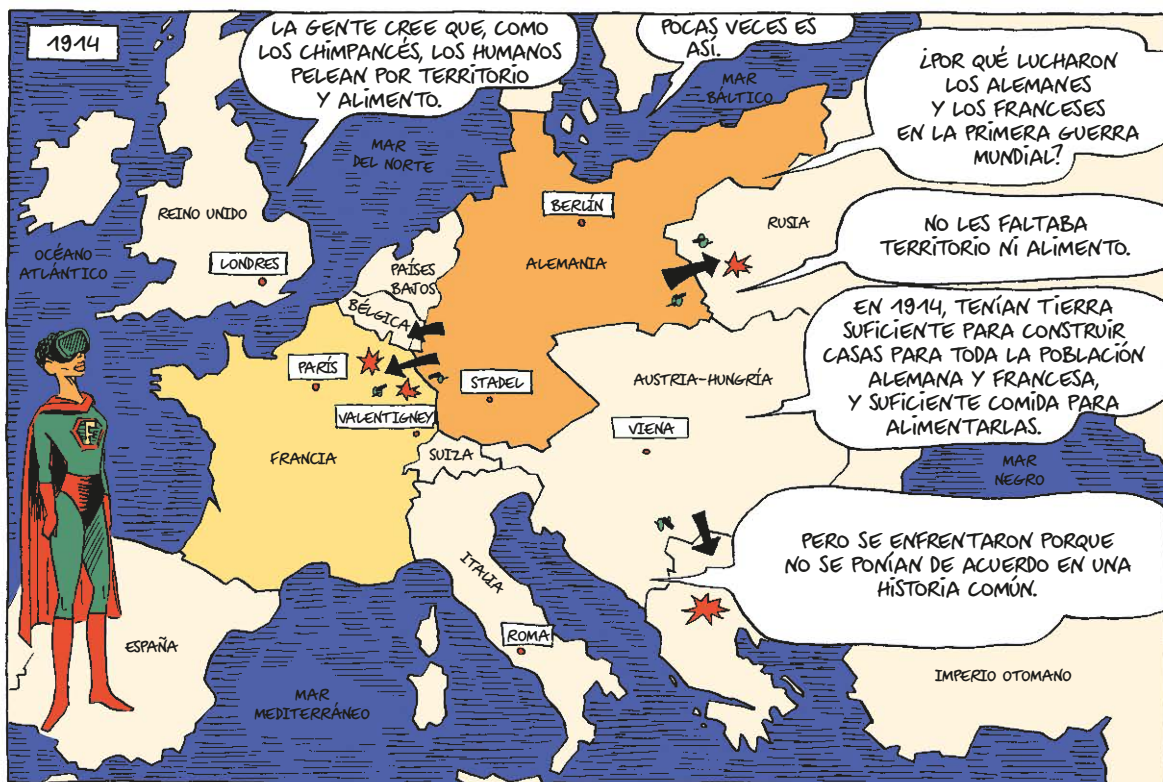 1914
LA GENTE CREE QUE, COMO
LOS CHIMPANCÉS, LOS HUMANOS
PELEAN POR TERRITORIO
Y ALIMENTO.
POCAS VECES ES
ASÍ.
¿POR QUÉ LUCHARON
LOS ALEMANES
Y LOS FRANCESES
EN LA PRIMERA GUERRA
MUNDIAL?
NO LES FALTABA
TERRITORIO NI ALIMENTO.
EN 1914, TENÍAN TIERRA
SUFICIENTE PARA CONSTRUIR
CASAS PARA TODA LA POBLACIÓN
ALEMANA Y FRANCESA,
Y SUFICIENTE COMIDA PARA
ALIMENTARLAS.
PERO SE ENFRENTARON PORQUE
NO SE PONÍAN DE ACUERDO EN UNA
HISTORIA COMÚN.
MAR
BÁLTICO
MAR
DEL NORTE
REINO UNIDO
BERLÍN
RUSIA
OCÉANO
ATLÁNTICO
LONDRES
PAÍSES
BAJOS
ALEMANIA
BÉLGICA
PARÍS
STADEL
AUSTRIA-HUNGRÍA
VALENTIGNEY
VIENA
FRANCIA
SUIZA
MAR
NEGRO
F
ITALIA
ROMA
ESPAÑA
IMPERIO OTOMANO
MAR
MEDITERRÁNEO